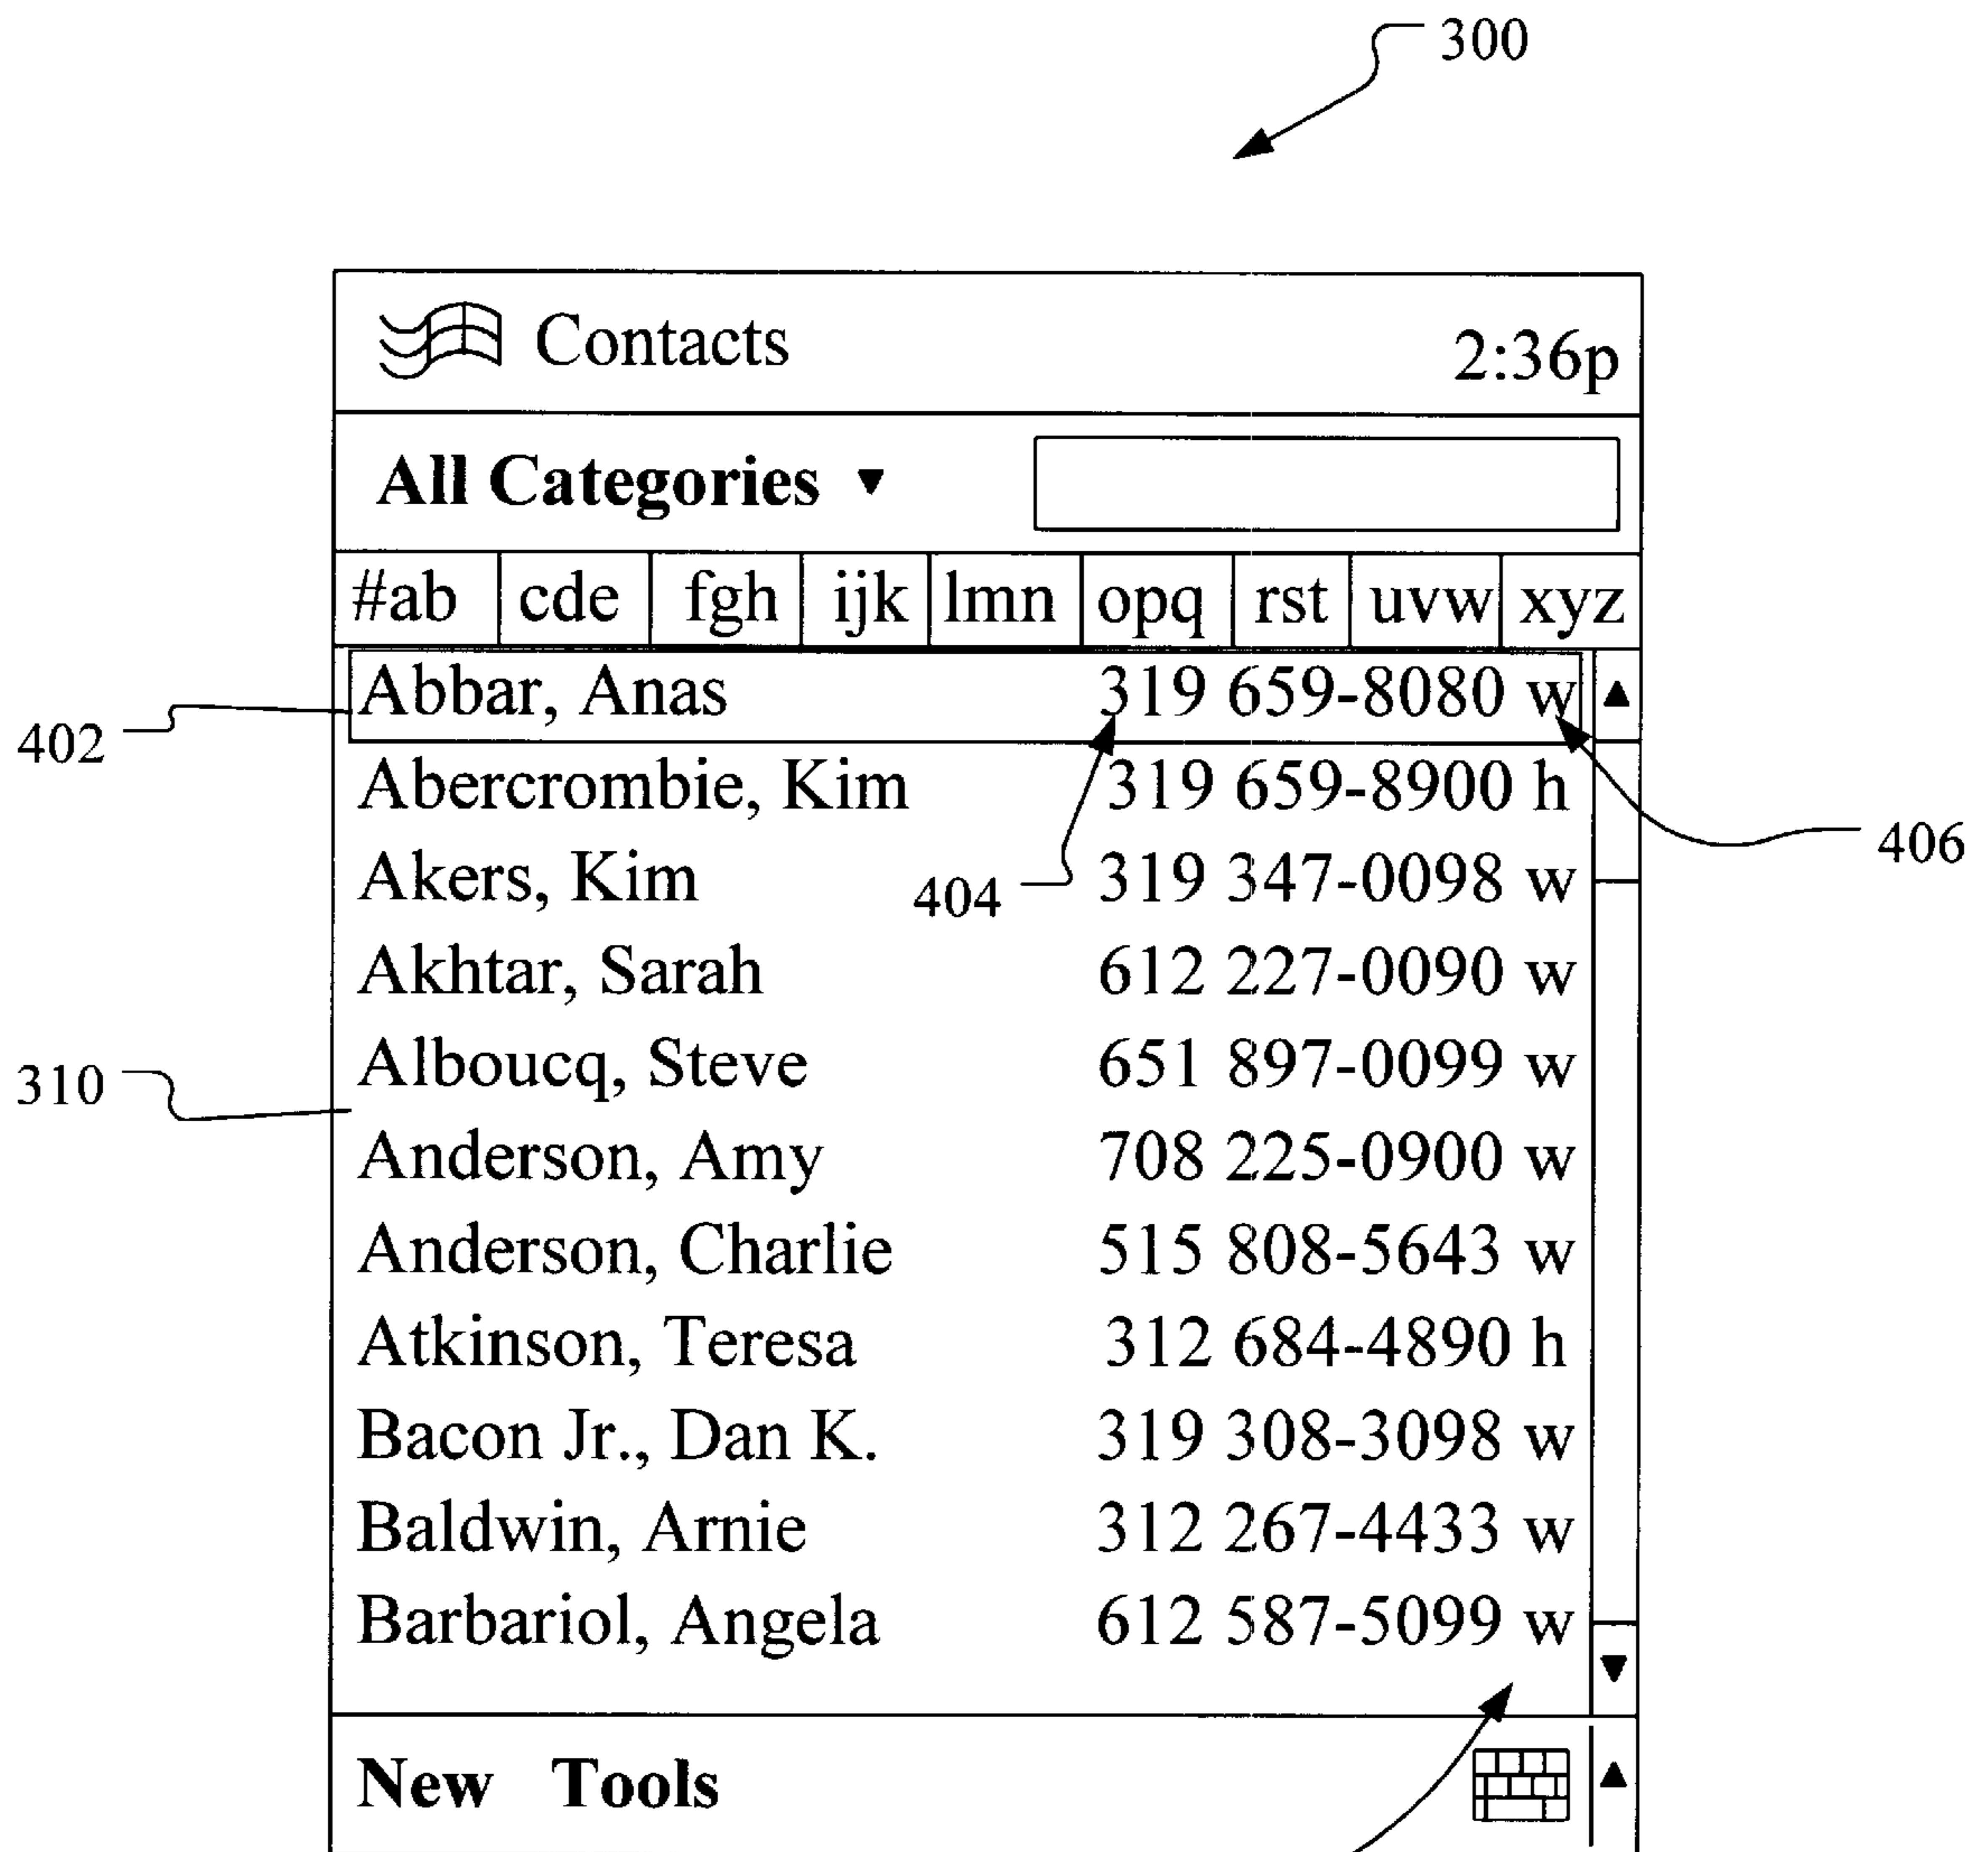 300
Contacts 2:36p
All Categories ▼
#ab cde fgh ijk lmn opq rst uvw xyz
Abbar, Anas 319 659-8080 w
402
Abercrombie, Kim 319 659-8900 h
406
Akers, Kim 319 347-0098 w
404
Akhtar, Sarah 612 227-0090 w
Alboucq, Steve 651 897-0099 w
310
Anderson, Amy 708 225-0900 w
Anderson, Charlie 515 808-5643 w
Atkinson, Teresa 312 684-4890 h
Bacon Jr., Dan K. 319 308-3098 w
Baldwin, Arnie 312 267-4433 w
Barbariol, Angela 612 587-5099 w
New Tools